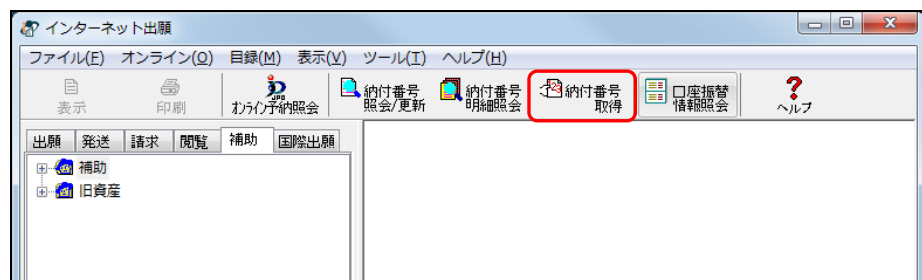 インターネット出願
ファイル(F) オンライン(O) 目録(M) 表示(V) ツール(T) ヘルプ(H)
表示
印刷
JPO
オンライン予納照会
納付番号
照会/更新
納付番号
明細照会
納付番号
取得
口座振替
情報照会
ヘルプ
出願 発送 請求 閲覧 補助 国際出願
補助
旧資産